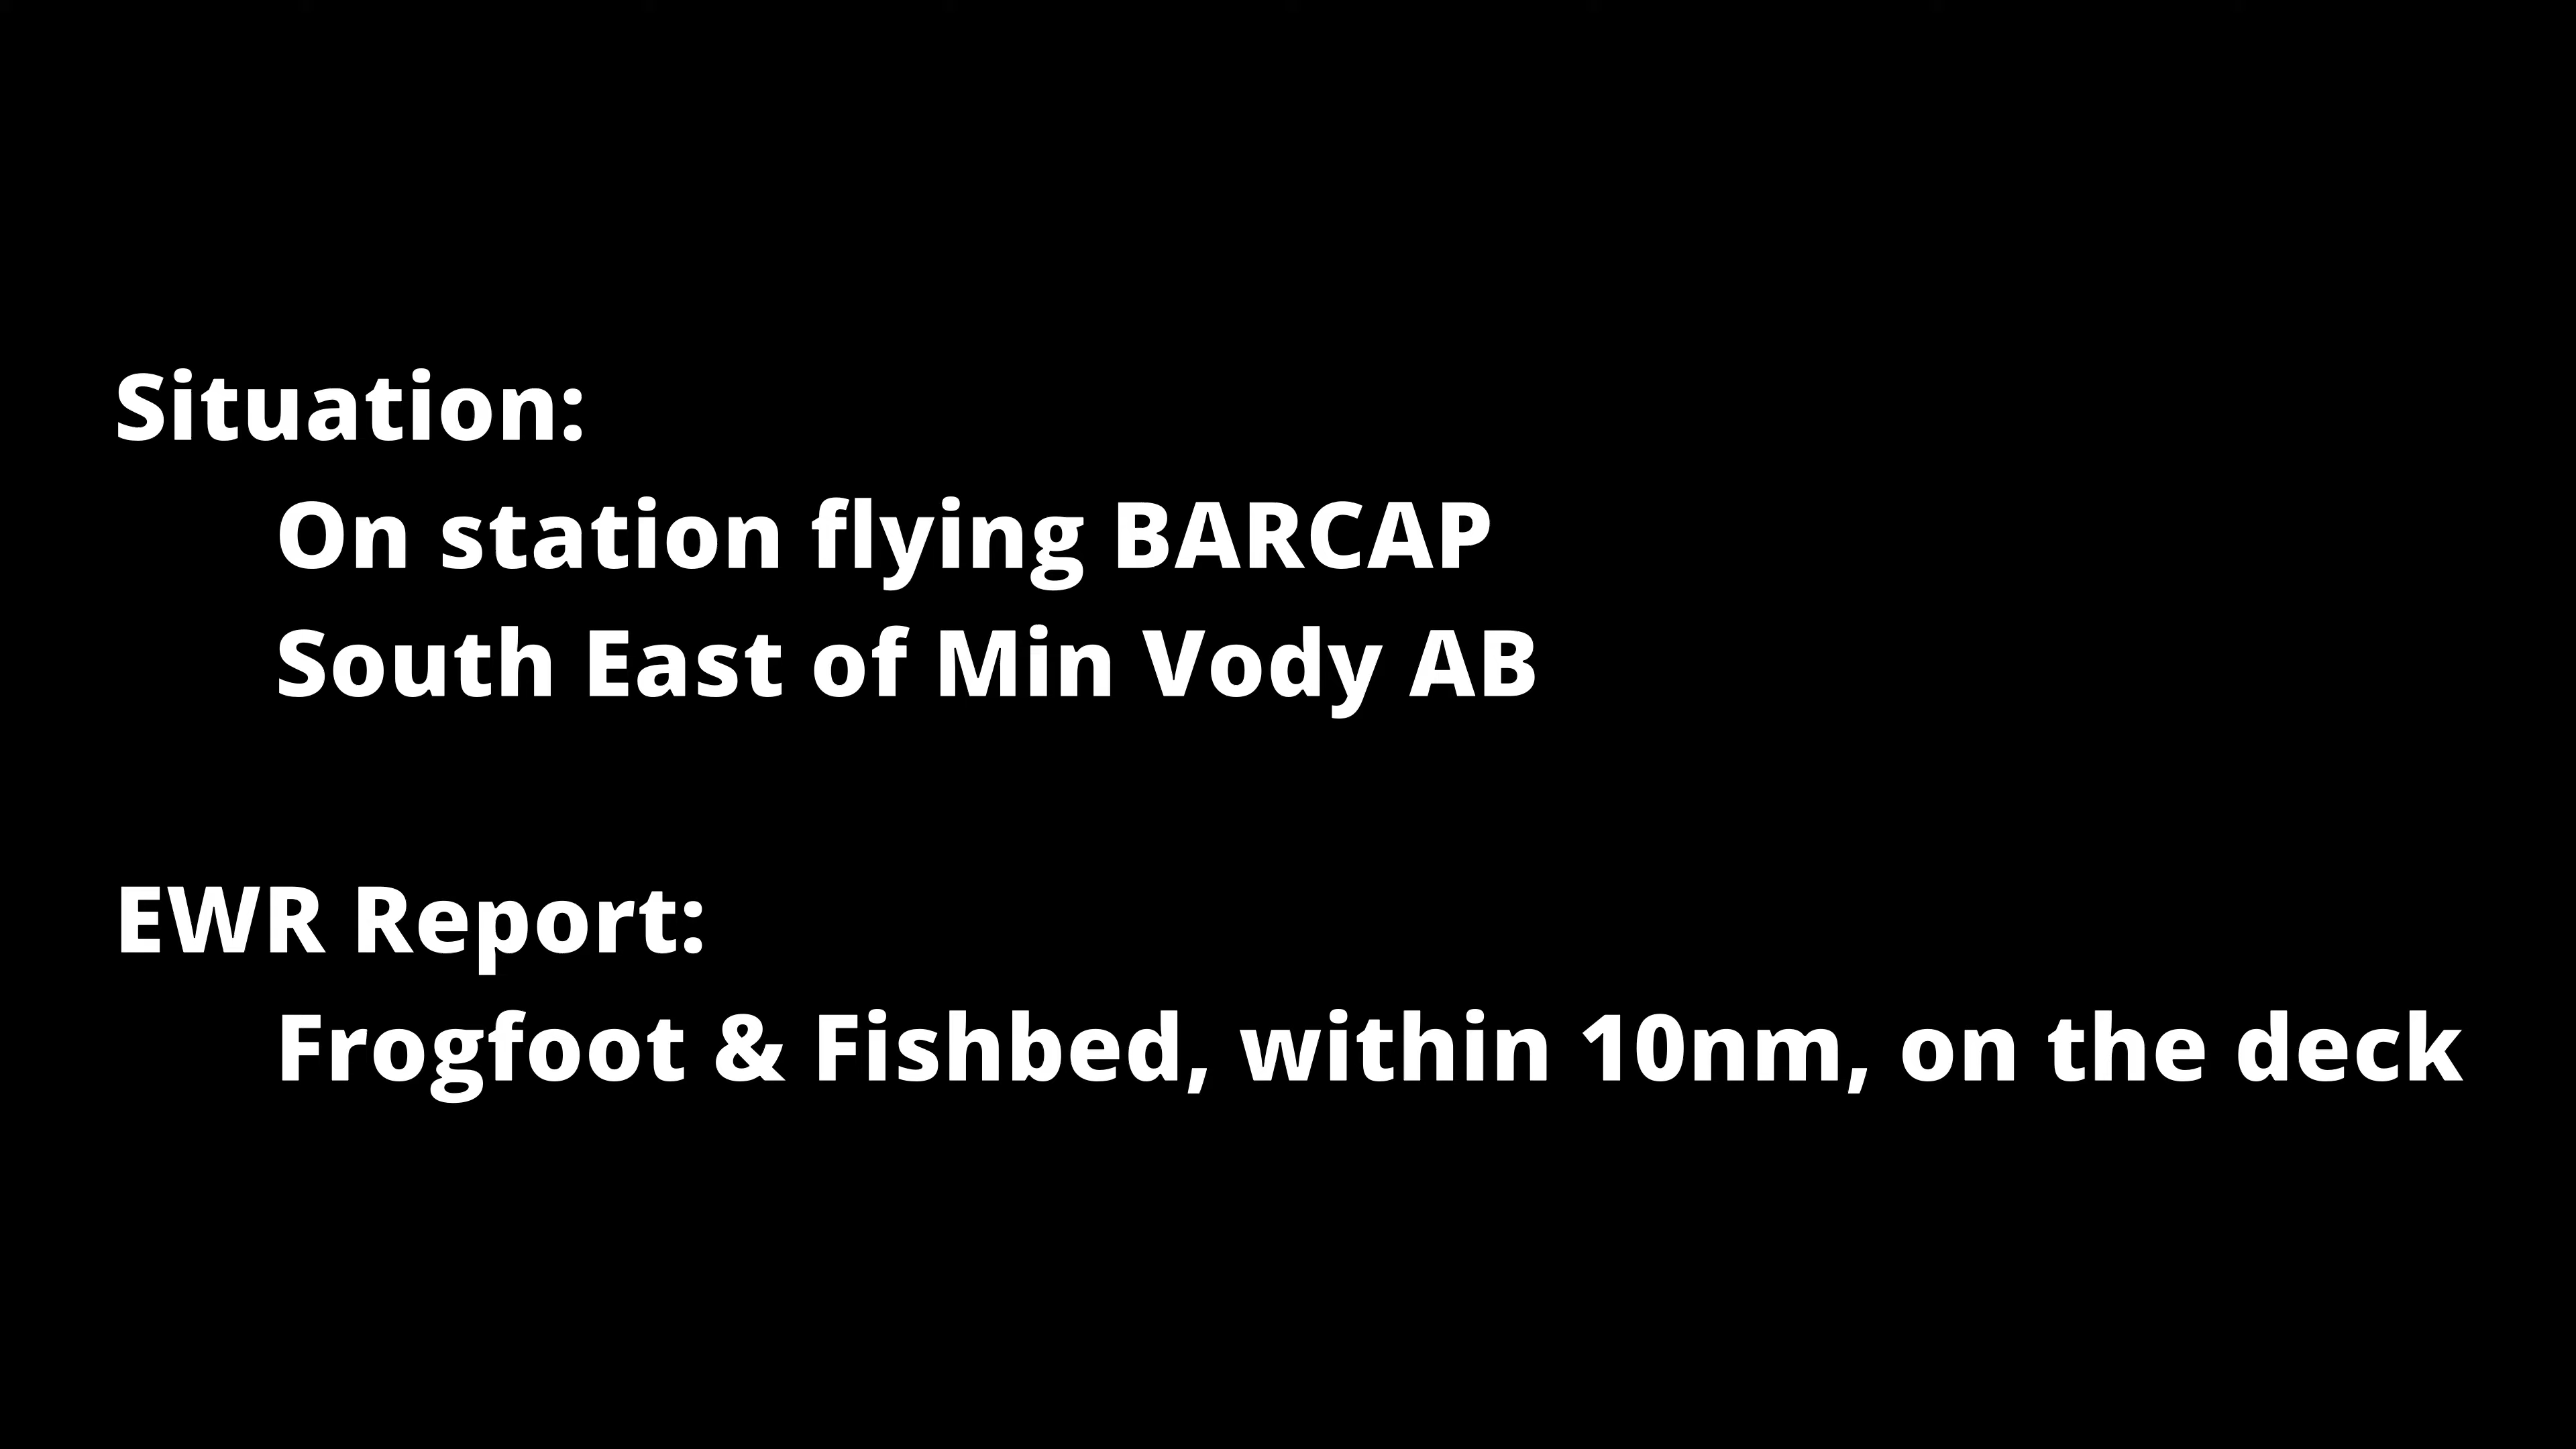 Situation:
On station flying BARCAP
South East of Min Vody AB
EWR Report:
Frogfoot & Fishbed, within 10nm, on the deck